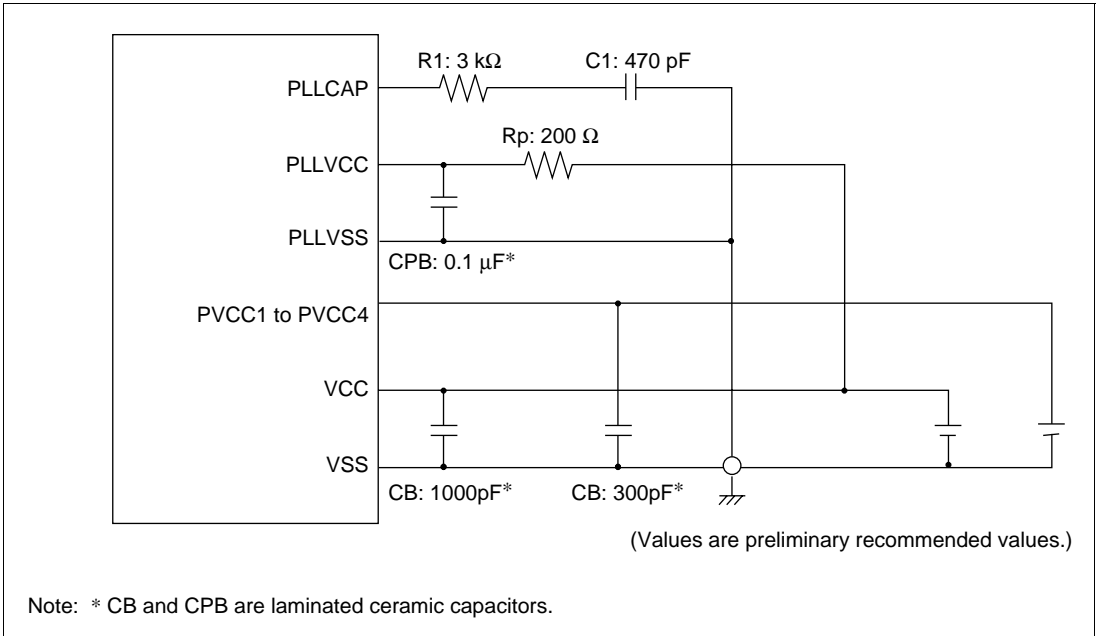 R1: 3 kΩ
C1: 470 pF
PLLCAP
Rp: 200 Ω
PLLVCC
PLLVSS
CPB: 0.1 μF*
PVCC1 to PVCC4
VCC
VSS
CB: 1000pF*
CB: 300pF*
(Values are preliminary recommended values.)
Note: * CB and CPB are laminated ceramic capacitors.